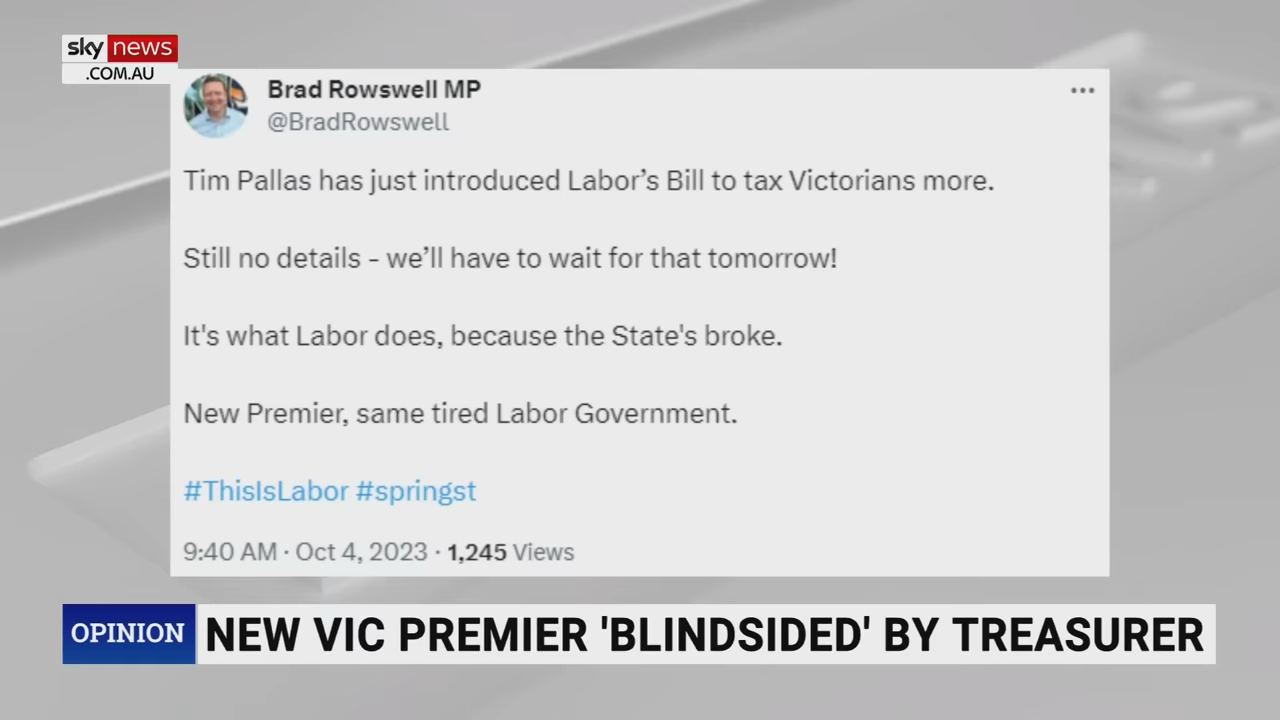 sky news
.COM.AU
Brad Rowswell MP
@BradRowswell
Tim Pallas has just introduced Labor’s Bill to tax Victorians more.
Still no details - we’ll have to wait for that tomorrow!
It's what Labor does, because the State's broke.
New Premier, same tired Labor Government.
#ThisIsLabor #springst
9:40 AM · Oct 4, 2023 · 1,245 Views
OPINION NEW VIC PREMIER 'BLINDSIDED' BY TREASURER